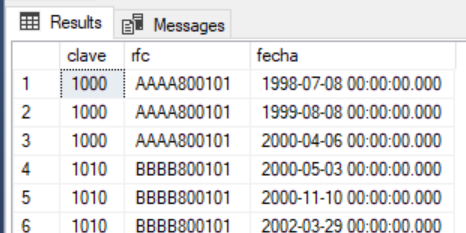 Results Messages
clave rfc fecha
1 1000 AAAA800101 1998-07-08 00:00:00.000
2 1000 AAAA800101 1999-08-08 00:00:00.000
3 1000 AAAA800101 2000-04-06 00:00:00.000
4 1010 BBBB800101 2000-05-03 00:00:00.000
5 1010 BBBB800101 2000-11-10 00:00:00.000
6 1010 BBBB800101 2002-03-29 00:00:00.000